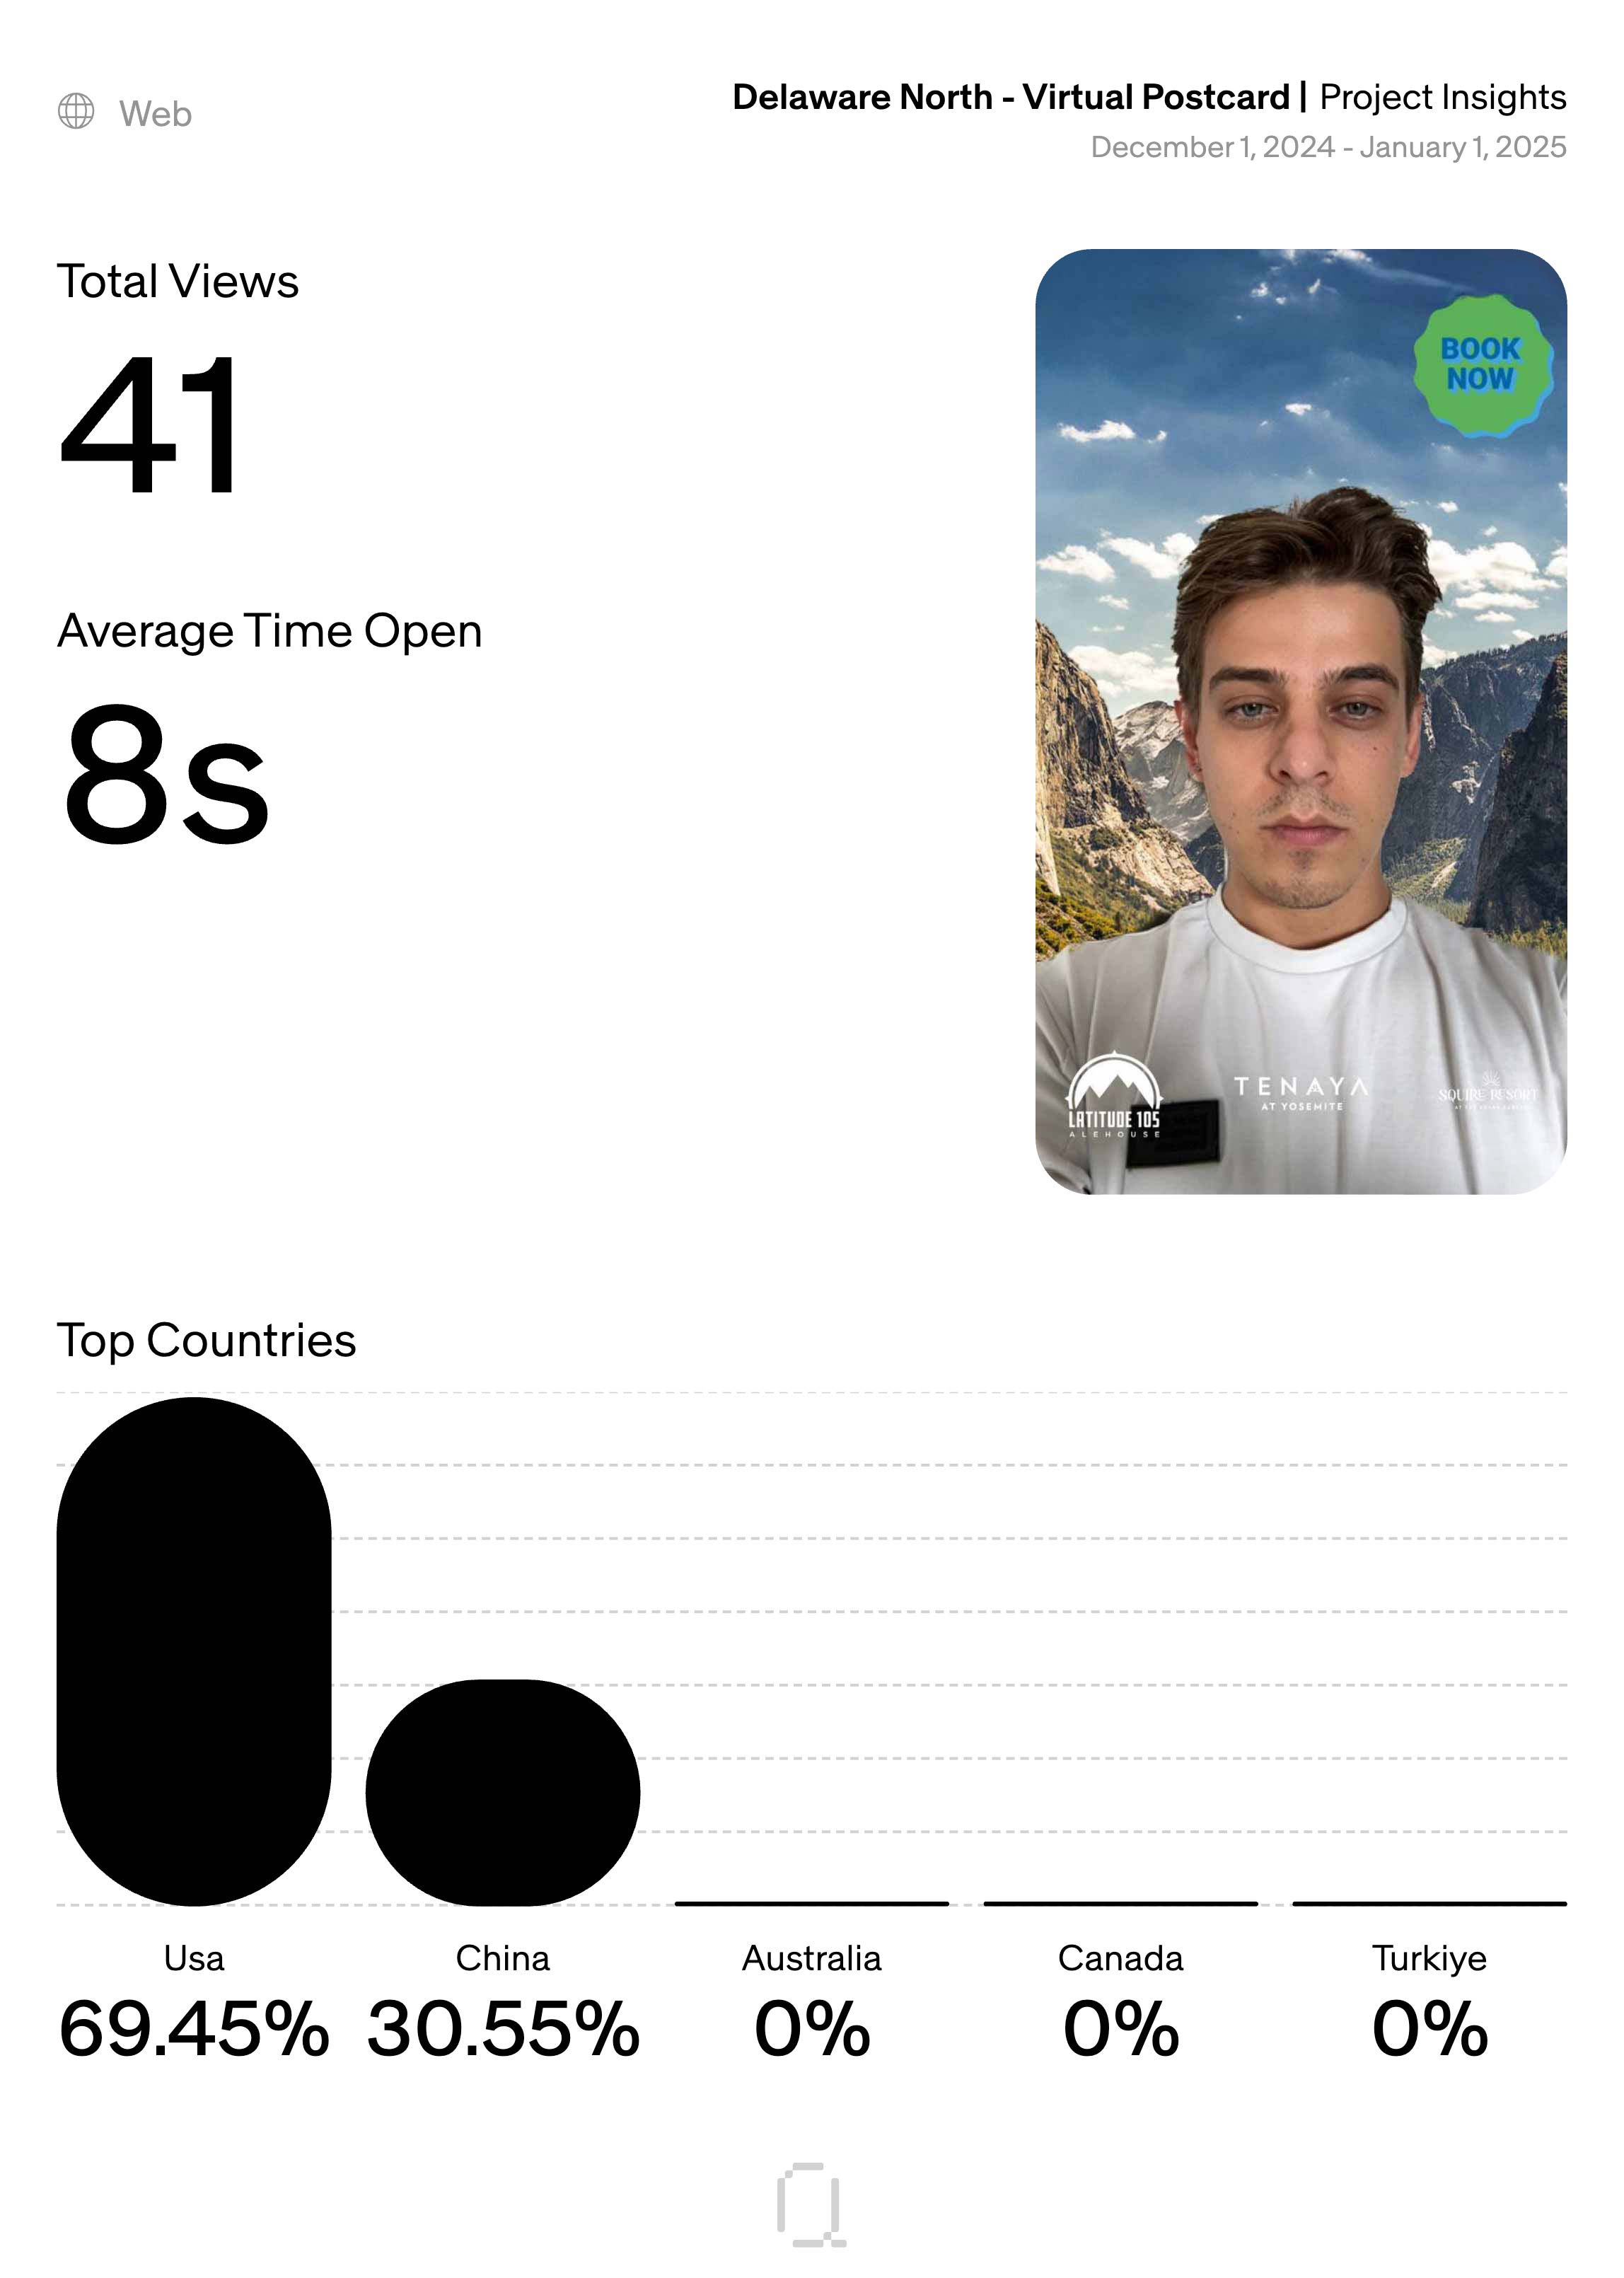 Web
Delaware North - Virtual Postcard | Project Insights
December 1, 2024 - January 1, 2025
Total Views
41
Average Time Open
8s
BOOK
NOW
LATITUDE 105
ALEHOUSE
TENAYA
AT YOSEMITE
SQUIRE RESORT
Top Countries
Usa
China
Australia
Canada
Turkiye
69.45%
30.55%
0%
0%
0%